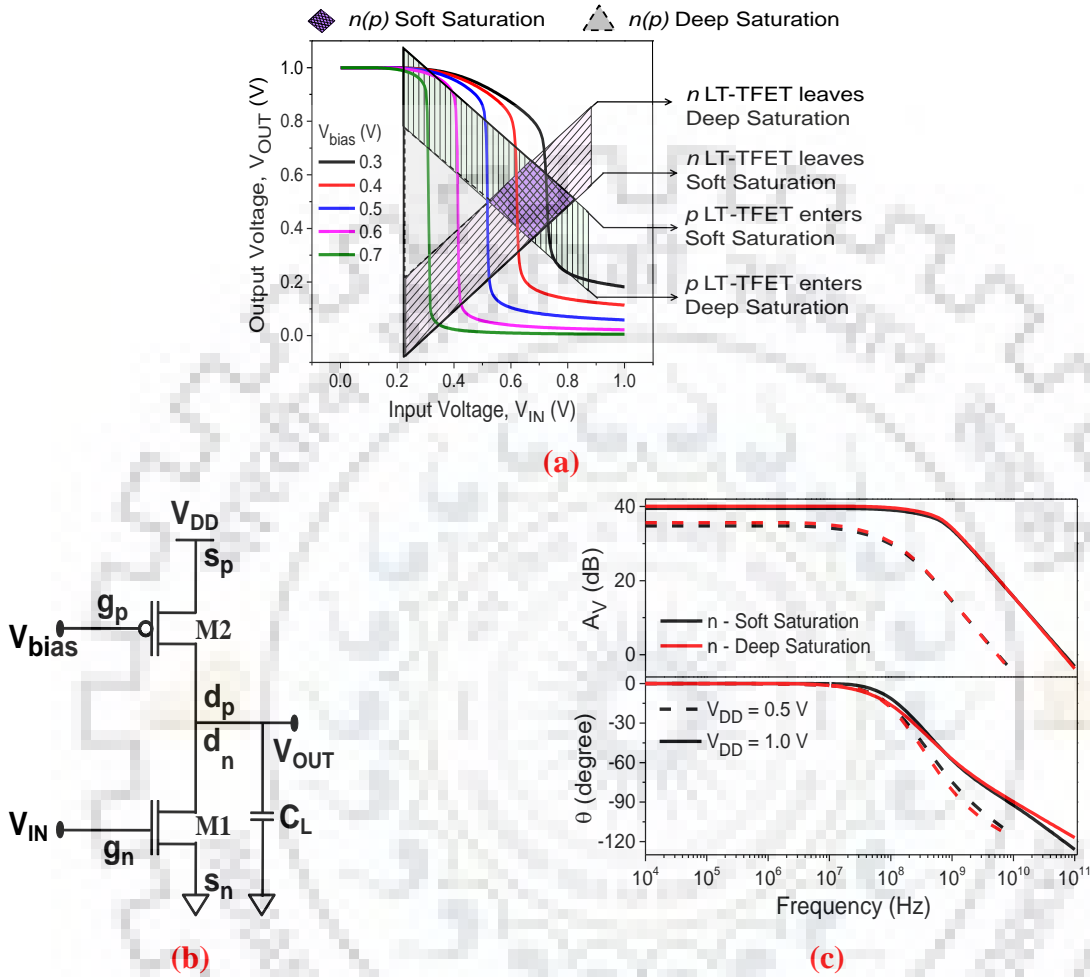 n(p) Soft Saturation
n(p) Deep Saturation
Output Voltage, V_OUT (V)
1.0
0.8
0.6
0.4
0.2
0.0
V_bias (V)
0.3
0.4
0.5
0.6
0.7
n LT-TFET leaves
Deep Saturation
n LT-TFET leaves
Soft Saturation
p LT-TFET enters
Soft Saturation
p LT-TFET enters
Deep Saturation
0.0 0.2 0.4 0.6 0.8 1.0
Input Voltage, V_IN (V)
(a)
V_DD
s_p
g_p
V_bias
M2
d_p
d_n
V_OUT
V_IN
M1
C_L
g_n
s_n
(b)
A_V (dB)
40
20
0
n - Soft Saturation
n - Deep Saturation
θ (degree)
0
-30
-60
-90
-120
V_DD = 0.5 V
V_DD = 1.0 V
10^4 10^5 10^6 10^7 10^8 10^9 10^10 10^11
Frequency (Hz)
(c)